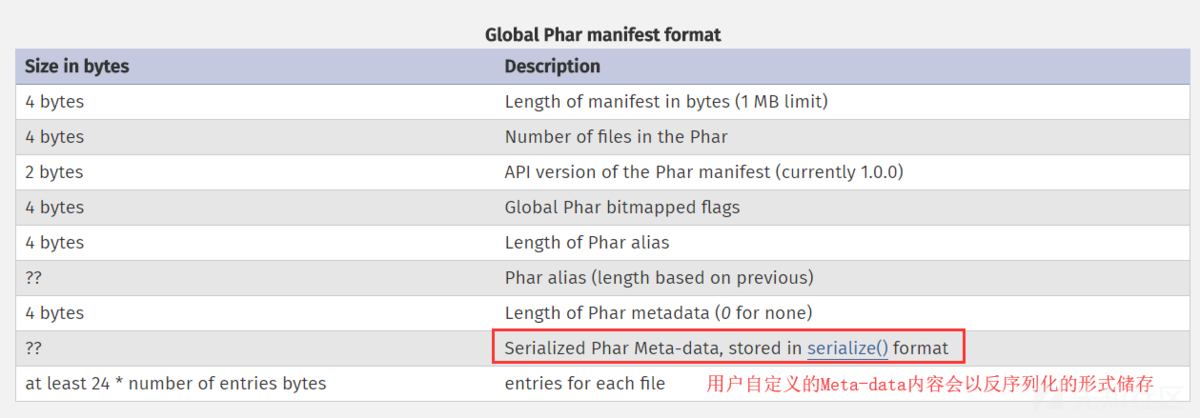 Global Phar manifest format
Size in bytes Description
4 bytes Length of manifest in bytes (1 MB limit)
4 bytes Number of files in the Phar
2 bytes API version of the Phar manifest (currently 1.0.0)
4 bytes Global Phar bitmapped flags
4 bytes Length of Phar alias
?? Phar alias (length based on previous)
4 bytes Length of Phar metadata (0 for none)
?? Serialized Phar Meta-data, stored in serialize() format
at least 24 * number of entries bytes entries for each file 用户自定义的Meta-data内容会以反序列化的形式储存